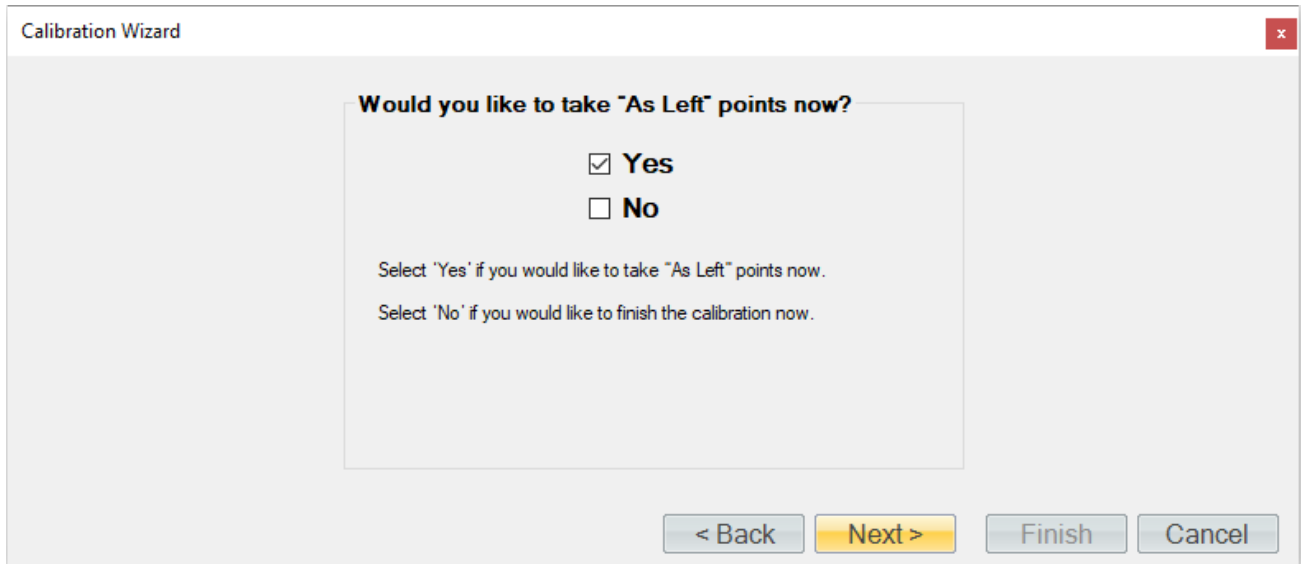 Calibration Wizard
x
Would you like to take "As Left" points now?
Yes
No
Select 'Yes' if you would like to take "As Left" points now.
Select 'No' if you would like to finish the calibration now.
< Back Next > Finish Cancel